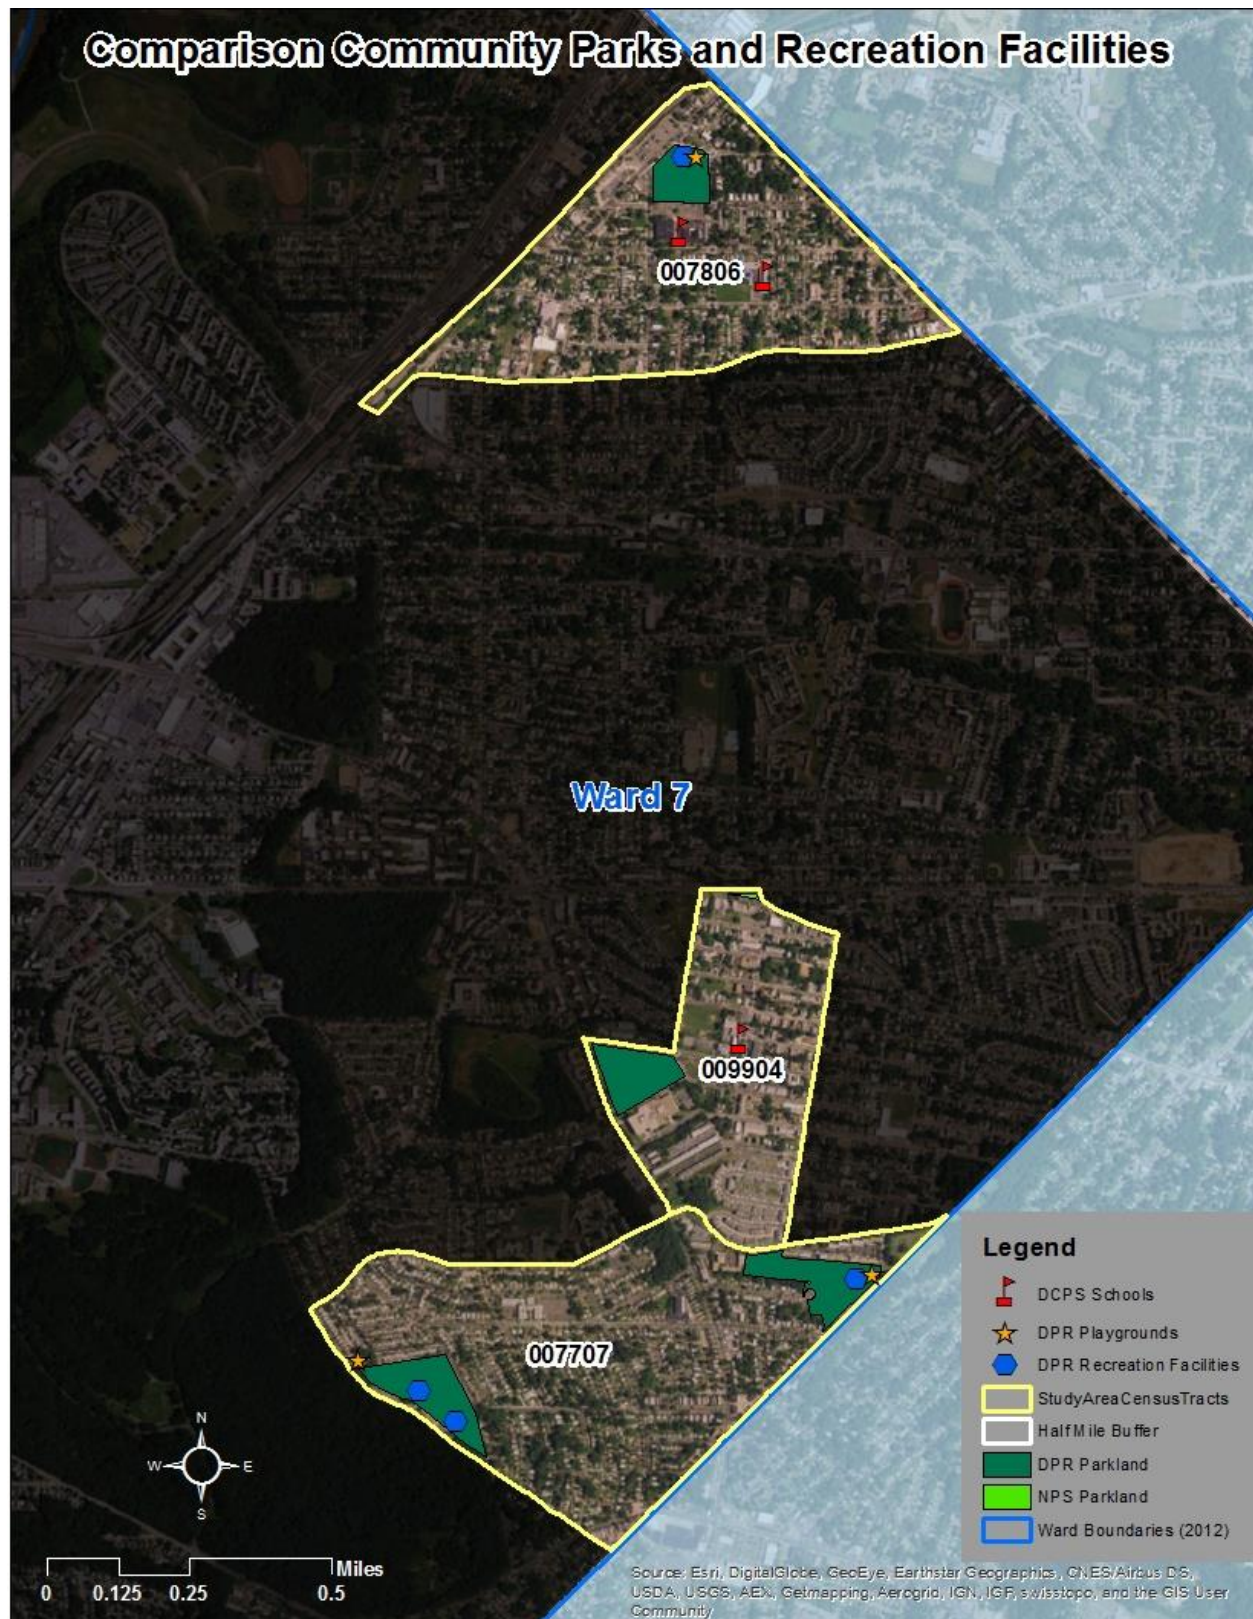 Comparison Community Parks and Recreation Facilities
007806
Ward 7
009904
007707
Legend
DCPS Schools
DPR Playgrounds
DPR Recreation Facilities
StudyAreaCensusTracts
Half Mile Buffer
DPR Parkland
NPS Parkland
Ward Boundaries (2012)
N
W E
S
Miles
0 0.125 0.25 0.5
Source: Esri, DigitalGlobe, GeoEye, Earthstar Geographics, CNES/Airbus DS,
USDA, USGS, AEX, Getmapping, Aerogrid, IGN, IGP, swisstopo, and the GIS User
Community